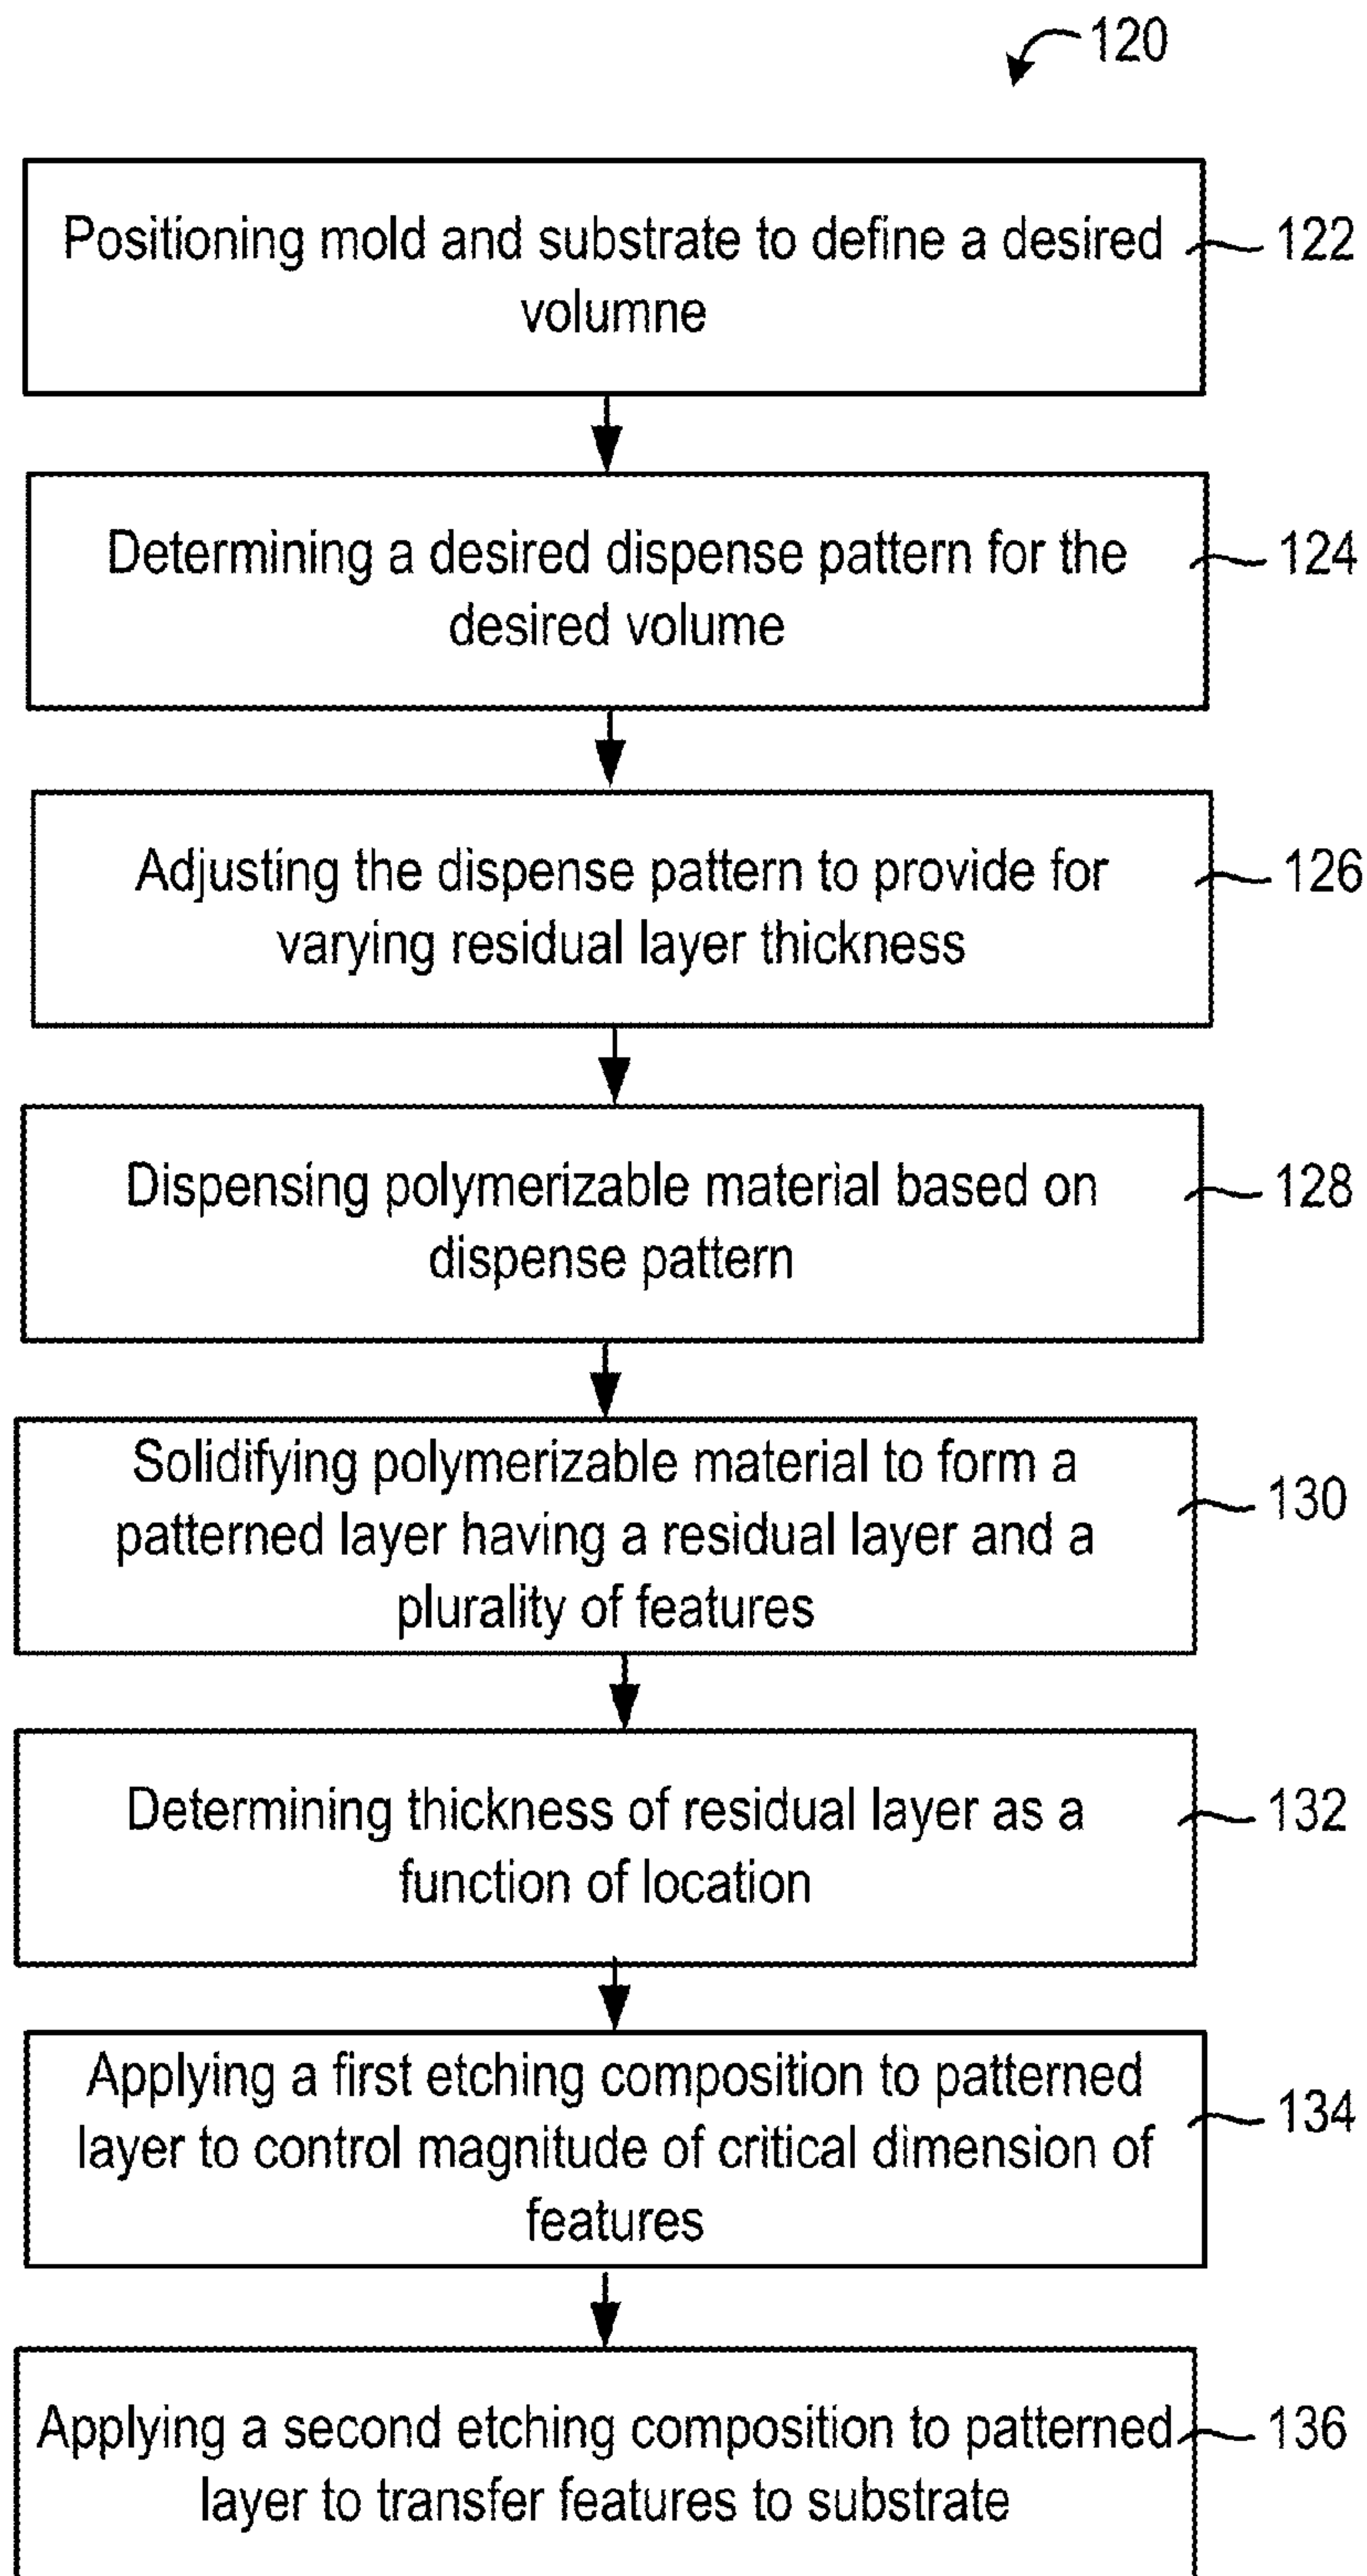 120
Positioning mold and substrate to define a desired
volumne
122
Determining a desired dispense pattern for the
desired volume
124
Adjusting the dispense pattern to provide for
varying residual layer thickness
126
Dispensing polymerizable material based on
dispense pattern
128
Solidifying polymerizable material to form a
patterned layer having a residual layer and a
plurality of features
130
Determining thickness of residual layer as a
function of location
132
Applying a first etching composition to patterned
layer to control magnitude of critical dimension of
features
134
Applying a second etching composition to patterned
layer to transfer features to substrate
136